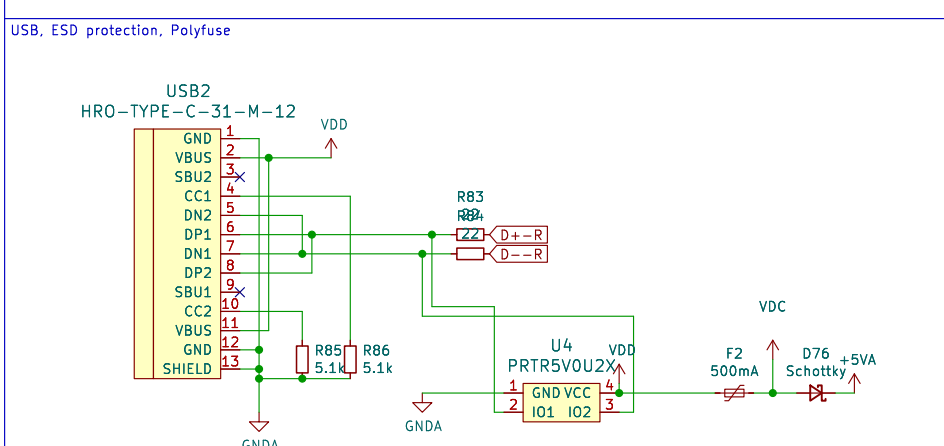 USB, ESD protection, Polyfuse
USB2
HRO-TYPE-C-31-M-12
GND 1
VBUS 2
SBU2 3
CC1 4
DN2 5
DP1 6
DN1 7
DP2 8
SBU1 9
CC2 10
VBUS 11
GND 12
SHIELD 13
VDD
R83
22
R84
22
D+-R
D--R
R85
5.1k
R86
5.1k
GNDA
U4
PRTR5V0U2X
VDD
1 GND VCC 4
2 IO1 IO2 3
GNDA
F2
500mA
VDC
D76
Schottky
+5VA